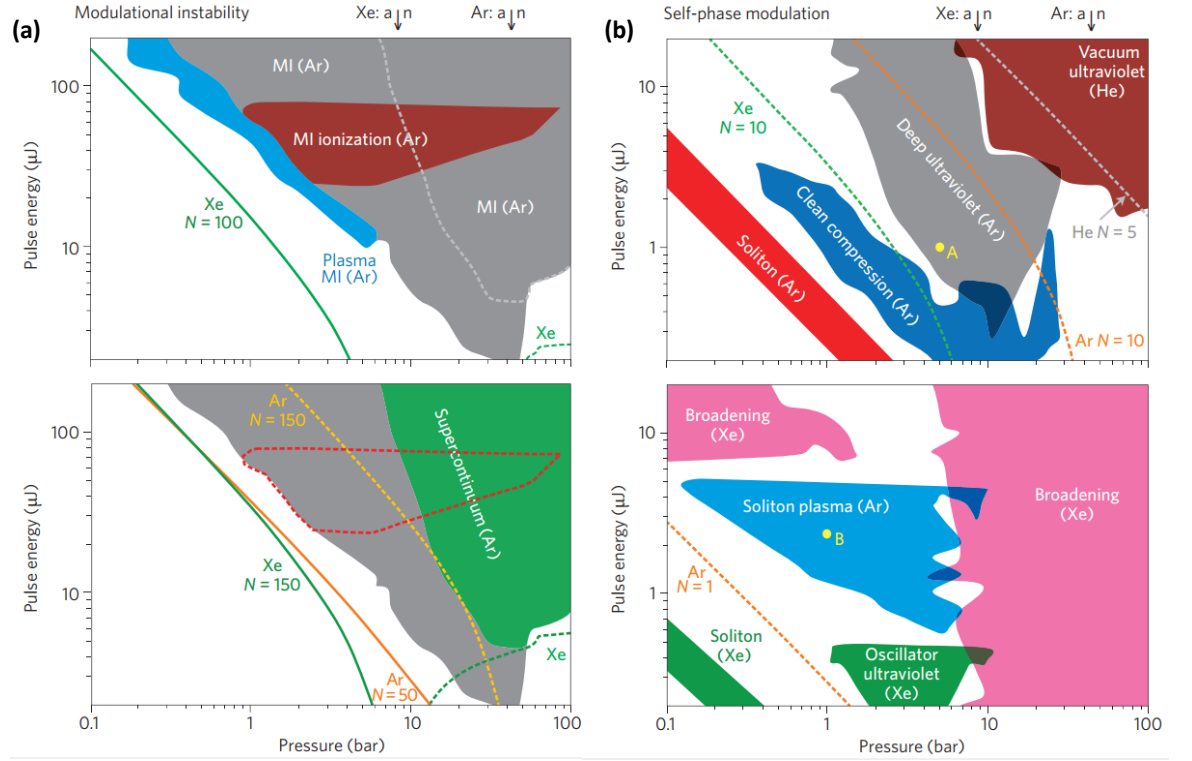 (a)
Modulational instability
Xe: a n
Ar: a n
Pulse energy (μJ)
100
10
MI (Ar)
MI ionization (Ar)
MI (Ar)
Xe
N = 100
Plasma
MI (Ar)
Xe
Pulse energy (μJ)
100
10
Ar
N = 150
Supercontinuum (Ar)
Xe
N = 150
Ar
N = 50
Xe
0.1
1
10
100
Pressure (bar)
(b)
Self-phase modulation
Xe: a n
Ar: a n
Pulse energy (μJ)
10
1
Xe
N = 10
Vacuum
ultraviolet
(He)
Deep ultraviolet (Ar)
Clean compression (Ar)
Soliton (Ar)
A
He N = 5
Ar N = 10
Pulse energy (μJ)
10
1
Broadening
(Xe)
Soliton plasma (Ar)
B
Broadening
(Xe)
Ar
N = 1
Soliton
(Xe)
Oscillator
ultraviolet
(Xe)
0.1
1
10
100
Pressure (bar)